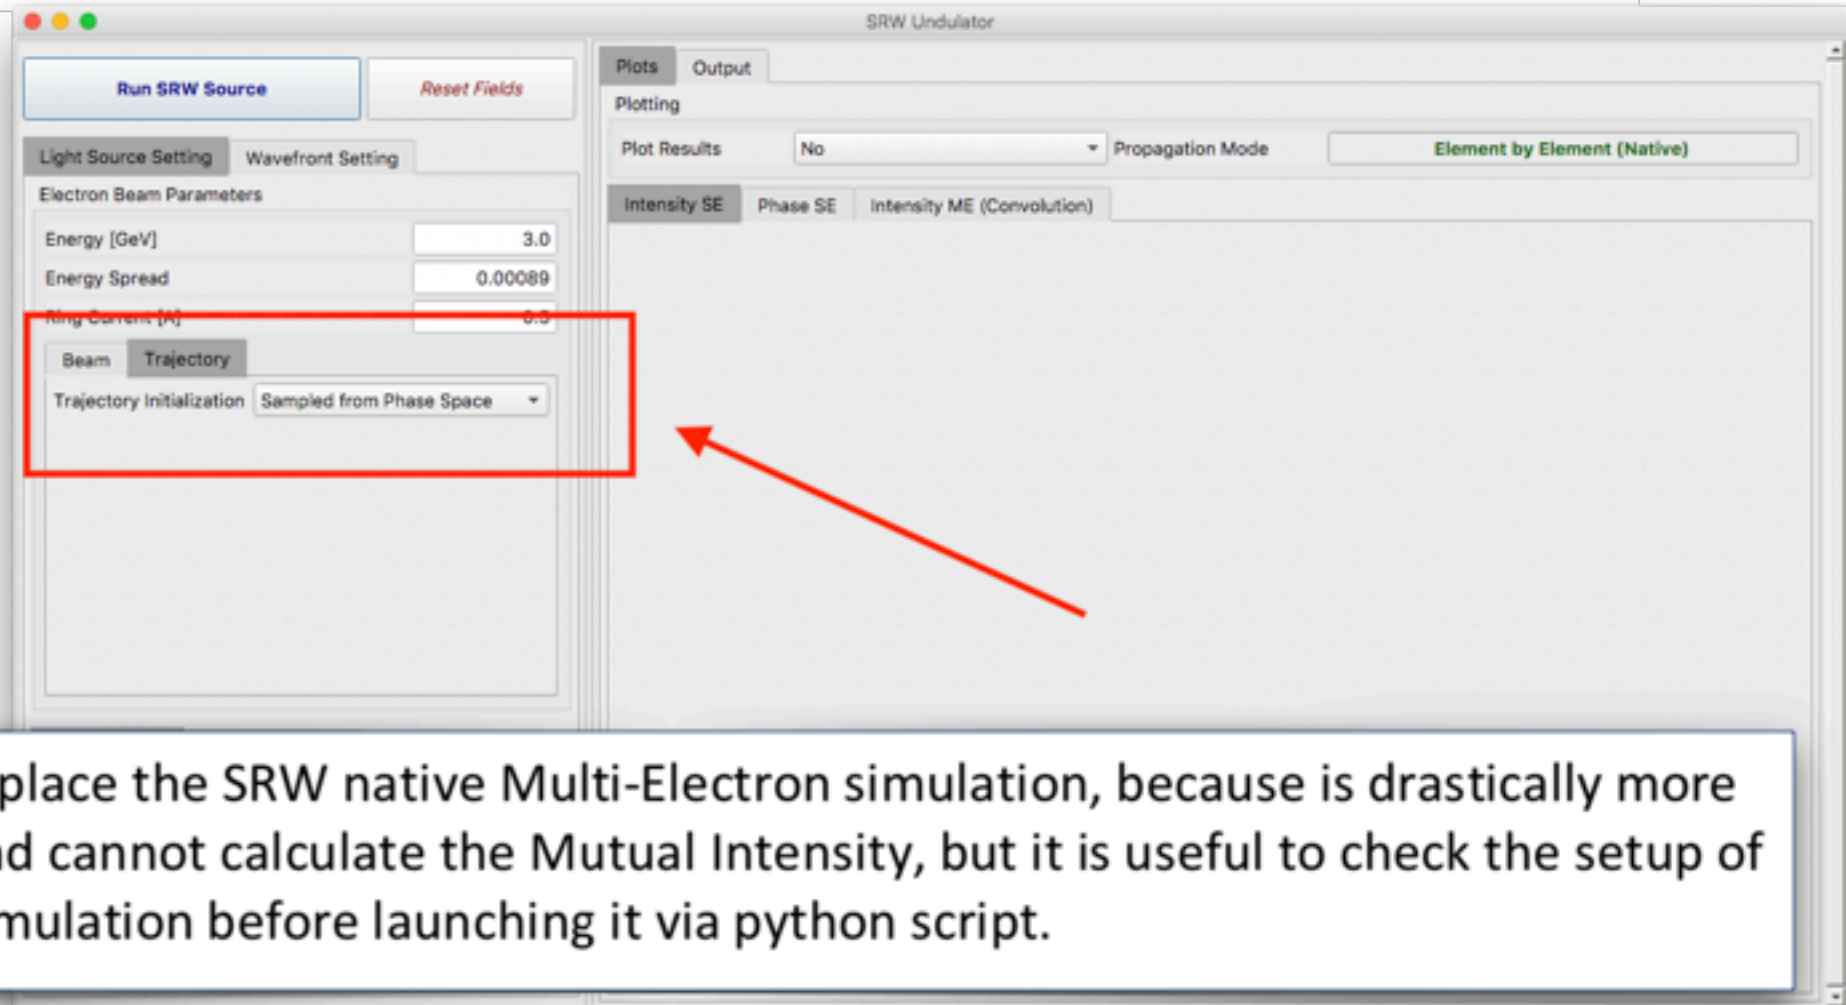 SRW Undulator
Run SRW Source
Reset Fields
Light Source Setting
Wavefront Setting
Electron Beam Parameters
Energy [GeV]
3.0
Energy Spread
0.00089
Ring Current [A]
0.5
Beam
Trajectory
Trajectory Initialization
Sampled from Phase Space
Plots
Output
Plotting
Plot Results
No
Propagation Mode
Element by Element (Native)
Intensity SE
Phase SE
Intensity ME (Convolution)
place the SRW native Multi-Electron simulation, because is drastically more
d cannot calculate the Mutual Intensity, but it is useful to check the setup of
mulation before launching it via python script.